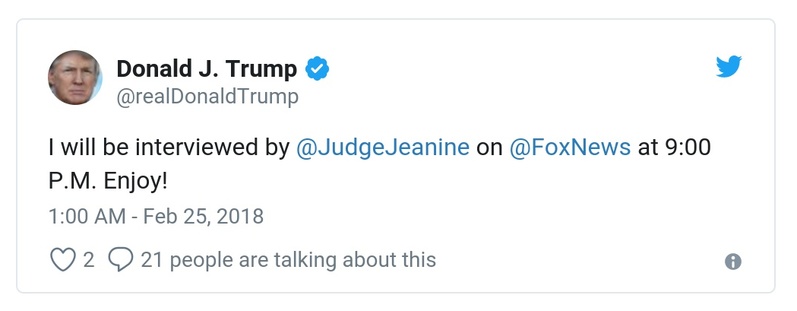 Donald J. Trump
@realDonaldTrump
I will be interviewed by @JudgeJeanine on @FoxNews at 9:00
P.M. Enjoy!
1:00 AM - Feb 25, 2018
2 21 people are talking about this